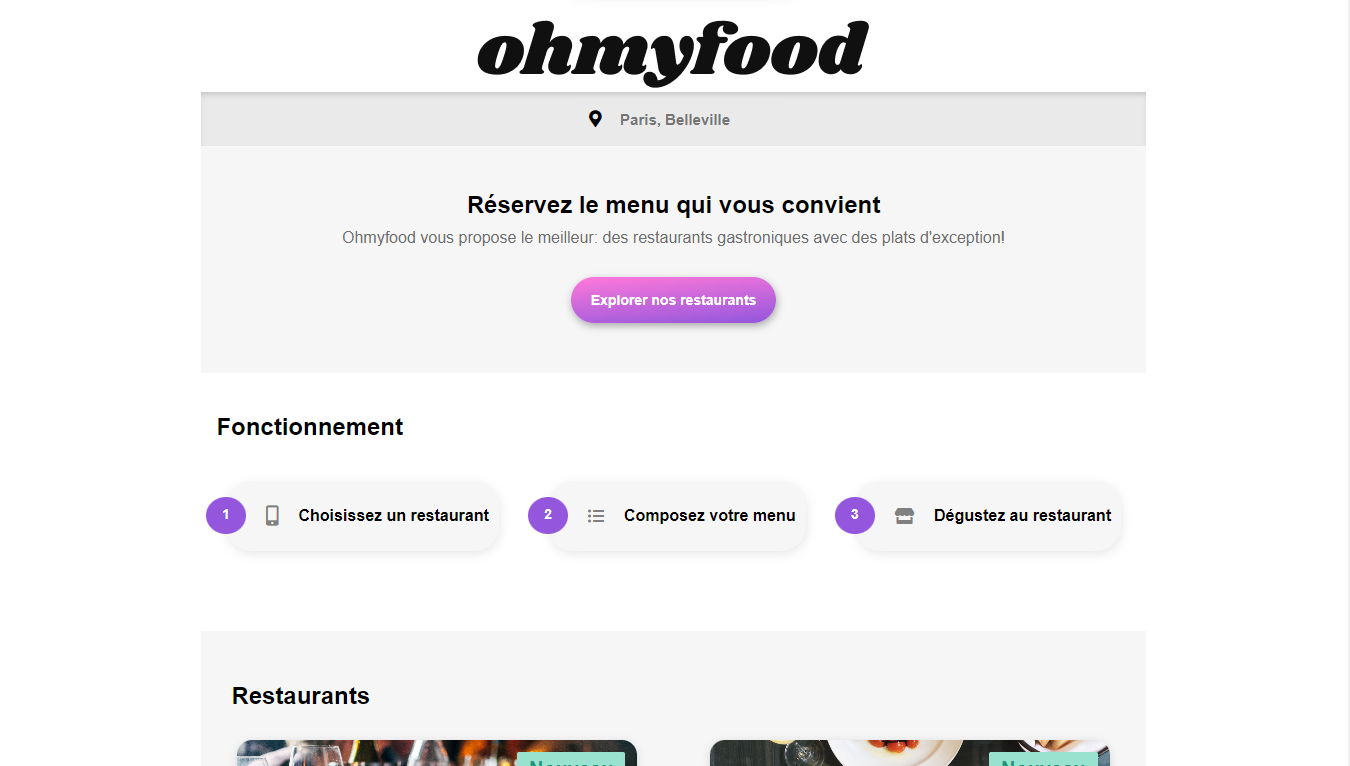 ohmyfood
Paris, Belleville
Réservez le menu qui vous convient
Ohmyfood vous propose le meilleur: des restaurants gastroniques avec des plats d'exception!
Explorer nos restaurants
Fonctionnement
1 Choisissez un restaurant
2 Composez votre menu
3 Dégustez au restaurant
Restaurants
Nouveau Nouveau